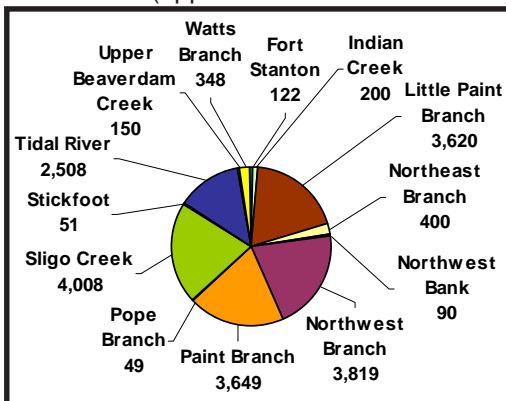 Watts
Branch
348
Fort
Stanton
122
Indian
Creek
200
Upper
Beaverdam
Creek
150
Little Paint
Branch
3,620
Tidal River
2,508
Northeast
Branch
400
Stickfoot
51
Sligo Creek
4,008
Northwest
Bank
90
Pope
Branch
49
Paint Branch
3,649
Northwest
Branch
3,819